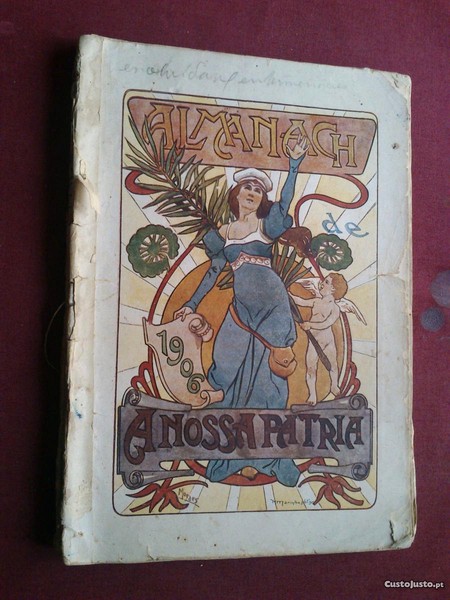 ALMANACH
de
1906
A NOSSA PATRIA
CustoJusto.pt